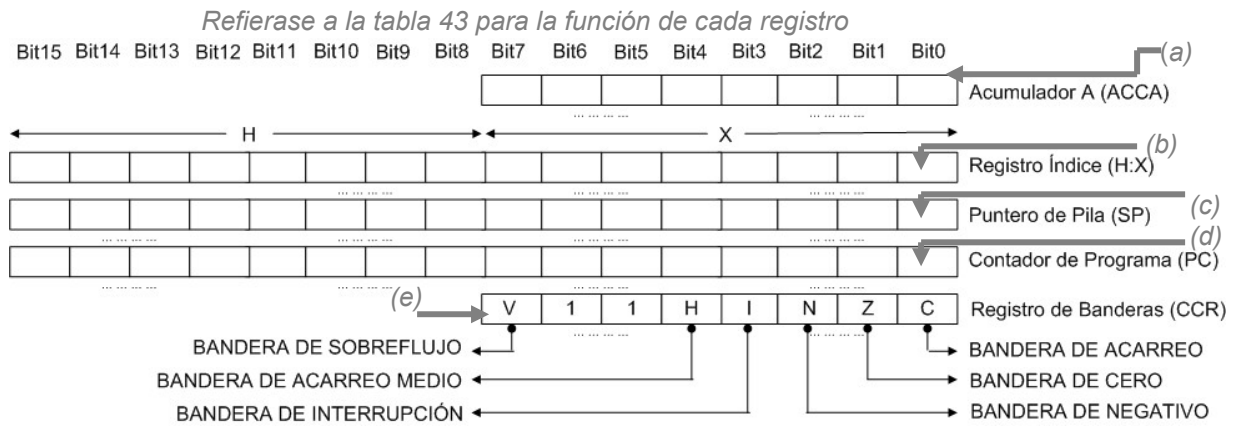 Refierase a la tabla 43 para la función de cada registro
Bit15 Bit14 Bit13 Bit12 Bit11 Bit10 Bit9 Bit8 Bit7 Bit6 Bit5 Bit4 Bit3 Bit2 Bit1 Bit0
(a)
Acumulador A (ACCA)
H X
(b)
Registro Índice (H:X)
(c)
Puntero de Pila (SP)
(d)
Contador de Programa (PC)
(e)
V 1 1 H I N Z C Registro de Banderas (CCR)
BANDERA DE SOBREFLUJO BANDERA DE ACARREO
BANDERA DE ACARREO MEDIO BANDERA DE CERO
BANDERA DE INTERRUPCIÓN BANDERA DE NEGATIVO